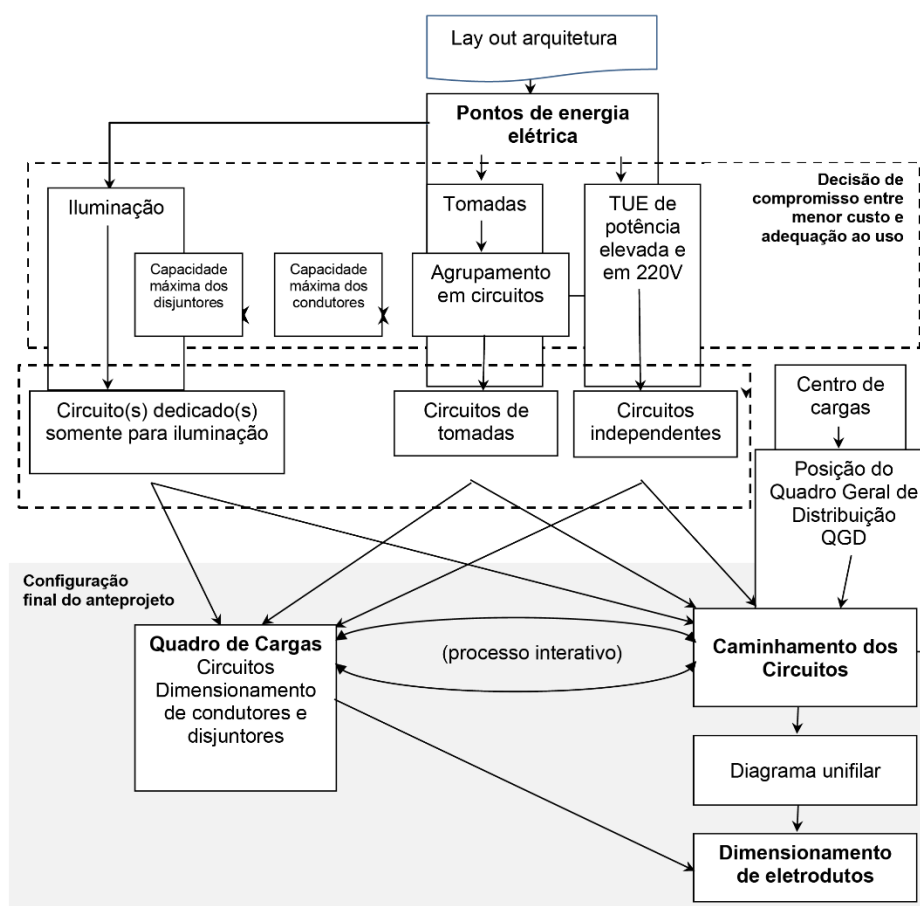 Lay out arquitetura
Pontos de energia
elétrica
Decisão de
compromisso entre
menor custo e
adequação ao uso
Iluminação
Tomadas
TUE de
potência
elevada e
em 220V
Capacidade
máxima dos
disjuntores
Capacidade
máxima dos
condutores
Agrupamento
em circuitos
Circuito(s) dedicado(s)
somente para iluminação
Circuitos de
tomadas
Circuitos
independentes
Centro de
cargas
Posição do
Quadro Geral de
Distribuição
QGD
Configuração
final do anteprojeto
Quadro de Cargas
Circuitos
Dimensionamento
de condutores e
disjuntores
(processo interativo)
Caminhamento dos
Circuitos
Diagrama unifilar
Dimensionamento
de eletrodutos